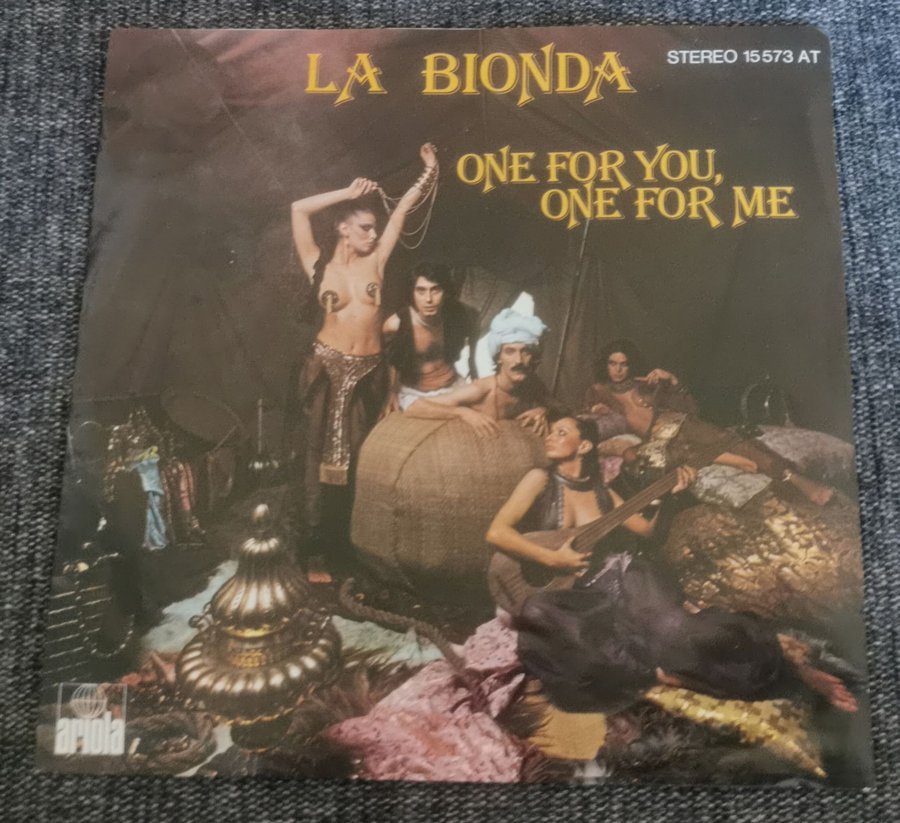 LA BIONDA
STEREO 15 573 AT
ONE FOR YOU,
ONE FOR ME
ariola